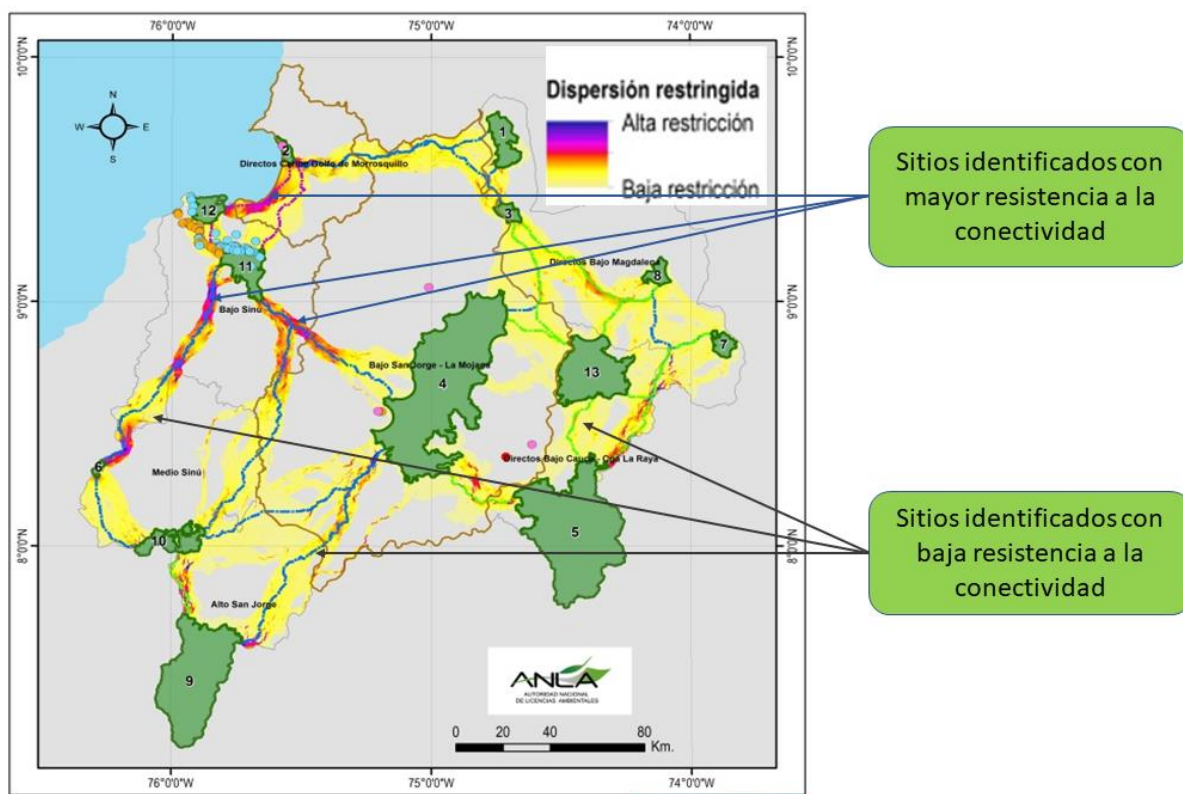 76°0'0"W
75°0'0"W
74°0'0"W
10°0'0"N
10°0'0"N
N
W
E
S
Dispersión restringida
Alta restricción
Baja restricción
Sitios identificados con
mayor resistencia a la
conectividad
1
2
Directos Caribe Golfo de Morrosquillo
12
3
11
Directos Bajo Magdalena
8
9°0'0"N
9°0'0"N
Bajo Sinú
7
Bajo San Jorge - La Mojana
4
13
6
Medio Sinú
Directos Bajo Cauca - Cga La Raya
Sitios identificados con
baja resistencia a la
conectividad
5
10
8°0'0"N
8°0'0"N
Alto San Jorge
9
ANLA
AUTORIDAD NACIONAL
DE LICENCIAS AMBIENTALES
0 20 40 80
Km.
76°0'0"W
75°0'0"W
74°0'0"W